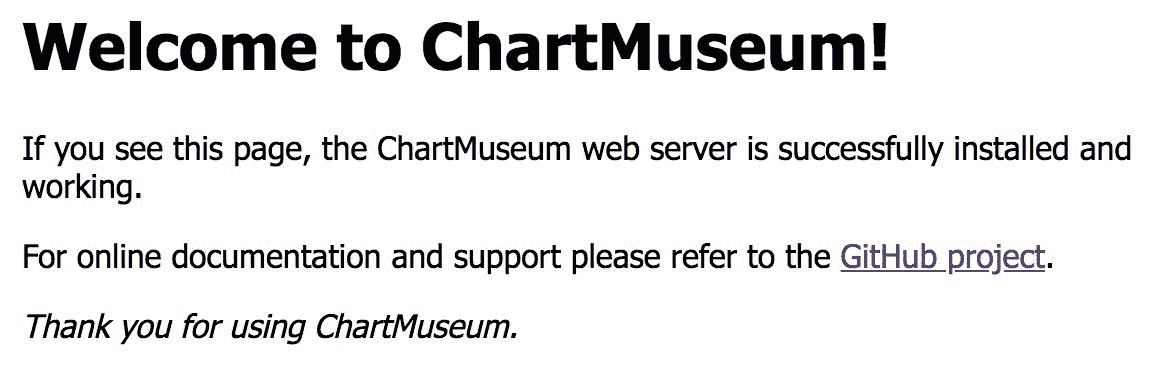 Welcome to ChartMuseum!
If you see this page, the ChartMuseum web server is successfully installed and
working.
For online documentation and support please refer to the GitHub project.
Thank you for using ChartMuseum.